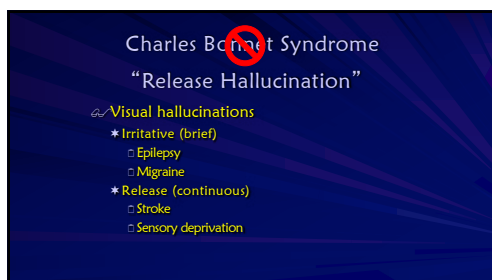 Charles Bonnet Syndrome
“Release Hallucination”
Visual hallucinations
Irritative (brief)
Epilepsy
Migraine
Release (continuous)
Stroke
Sensory deprivation